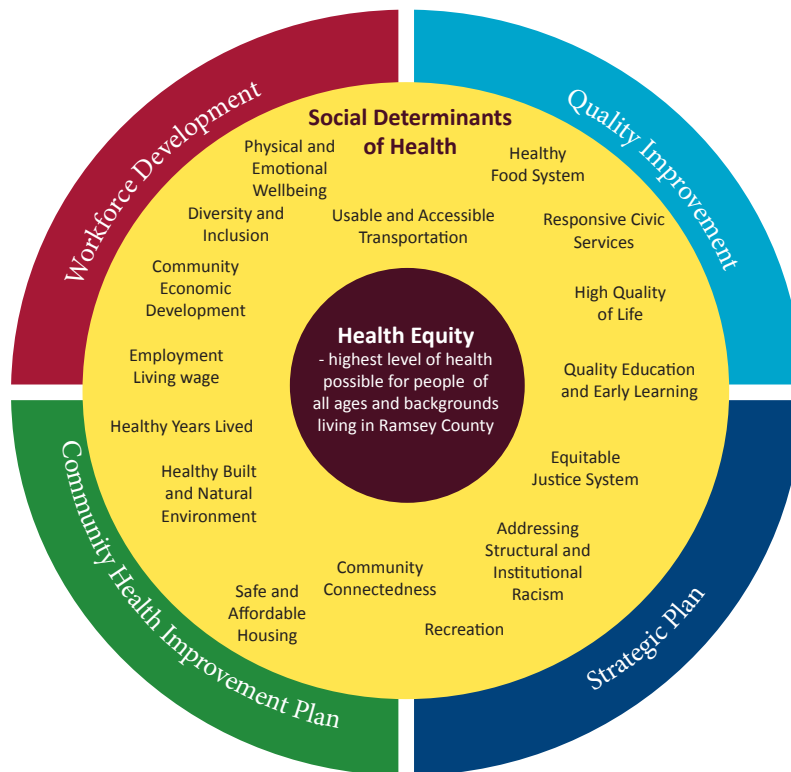 Workforce Development
Quality Improvement
Social Determinants
of Health
Physical and
Emotional
Wellbeing
Healthy
Food System
Diversity and
Inclusion
Usable and Accessible
Transportation
Responsive Civic
Services
Community
Economic
Development
High Quality
of Life
Health Equity
- highest level of health
possible for people of
all ages and backgrounds
living in Ramsey County
Employment
Living wage
Quality Education
and Early Learning
Healthy Years Lived
Healthy Built
and Natural
Environment
Equitable
Justice System
Addressing
Structural and
Institutional
Racism
Community
Connectedness
Safe and
Affordable
Housing
Recreation
Community Health Improvement Plan
Strategic Plan